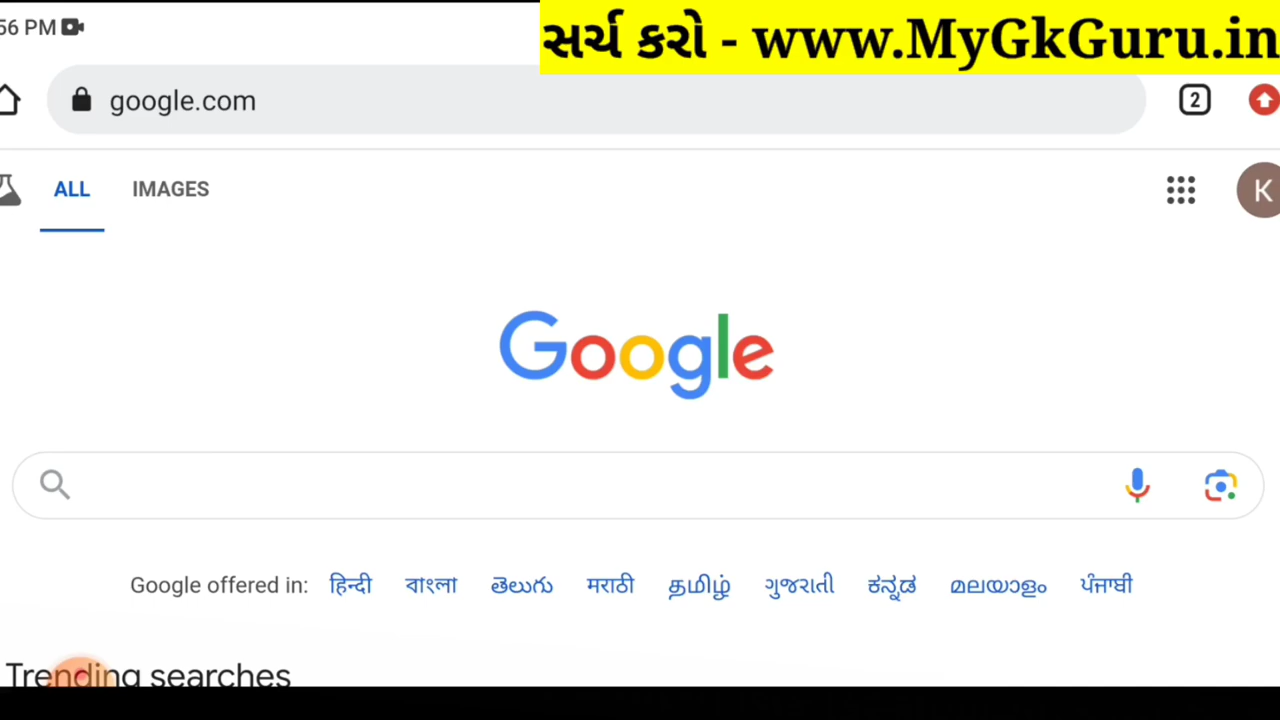 56 PM
સર્ચ કરો - www.MyGkGuru.in
google.com
2
ALL IMAGES
K
Google
Google offered in: हिन्दी বাংলা తెలుగు मराठी தமிழ் ગુજરાતી ಕನ್ನಡ മലയാളം ਪੰਜਾਬੀ
Trending searches